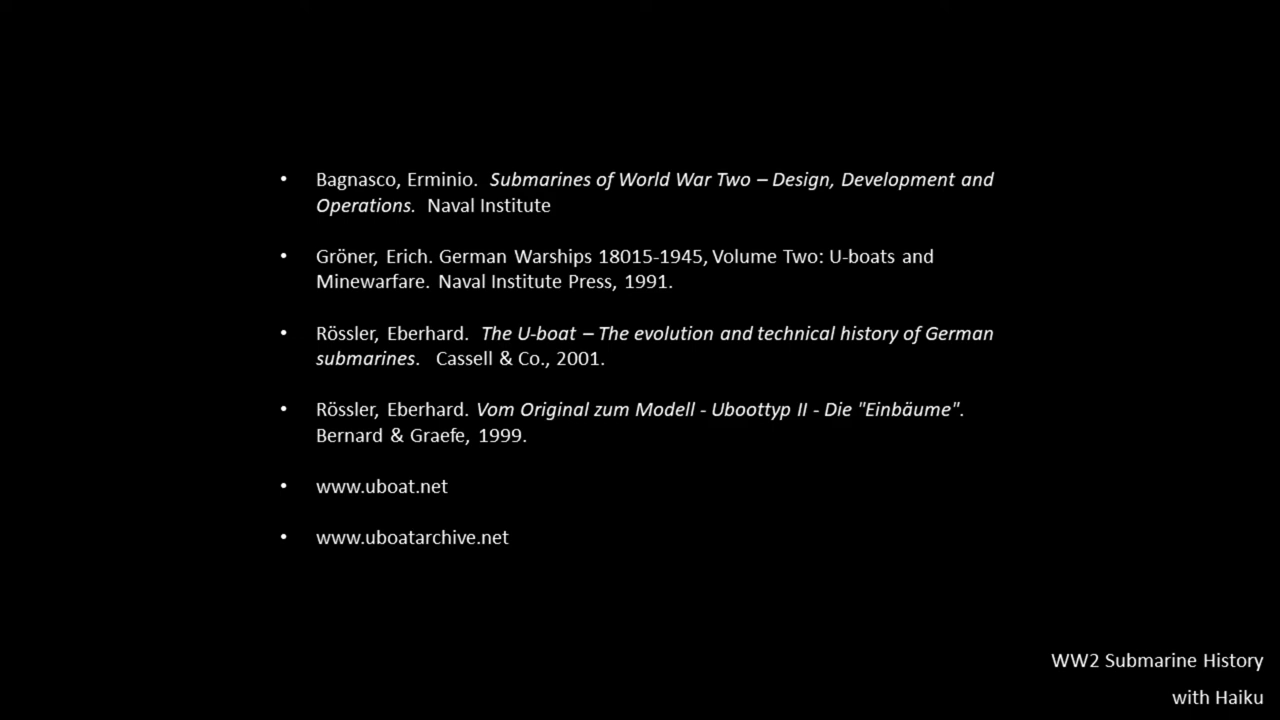 • Bagnasco, Erminio. Submarines of World War Two – Design, Development and
Operations. Naval Institute
• Gröner, Erich. German Warships 18015-1945, Volume Two: U-boats and
Minewarfare. Naval Institute Press, 1991.
• Rössler, Eberhard. The U-boat – The evolution and technical history of German
submarines. Cassell & Co., 2001.
• Rössler, Eberhard. Vom Original zum Modell - Uboottyp II - Die "Einbäume".
Bernard & Graefe, 1999.
• www.uboat.net
• www.uboatarchive.net
WW2 Submarine History
with Haiku